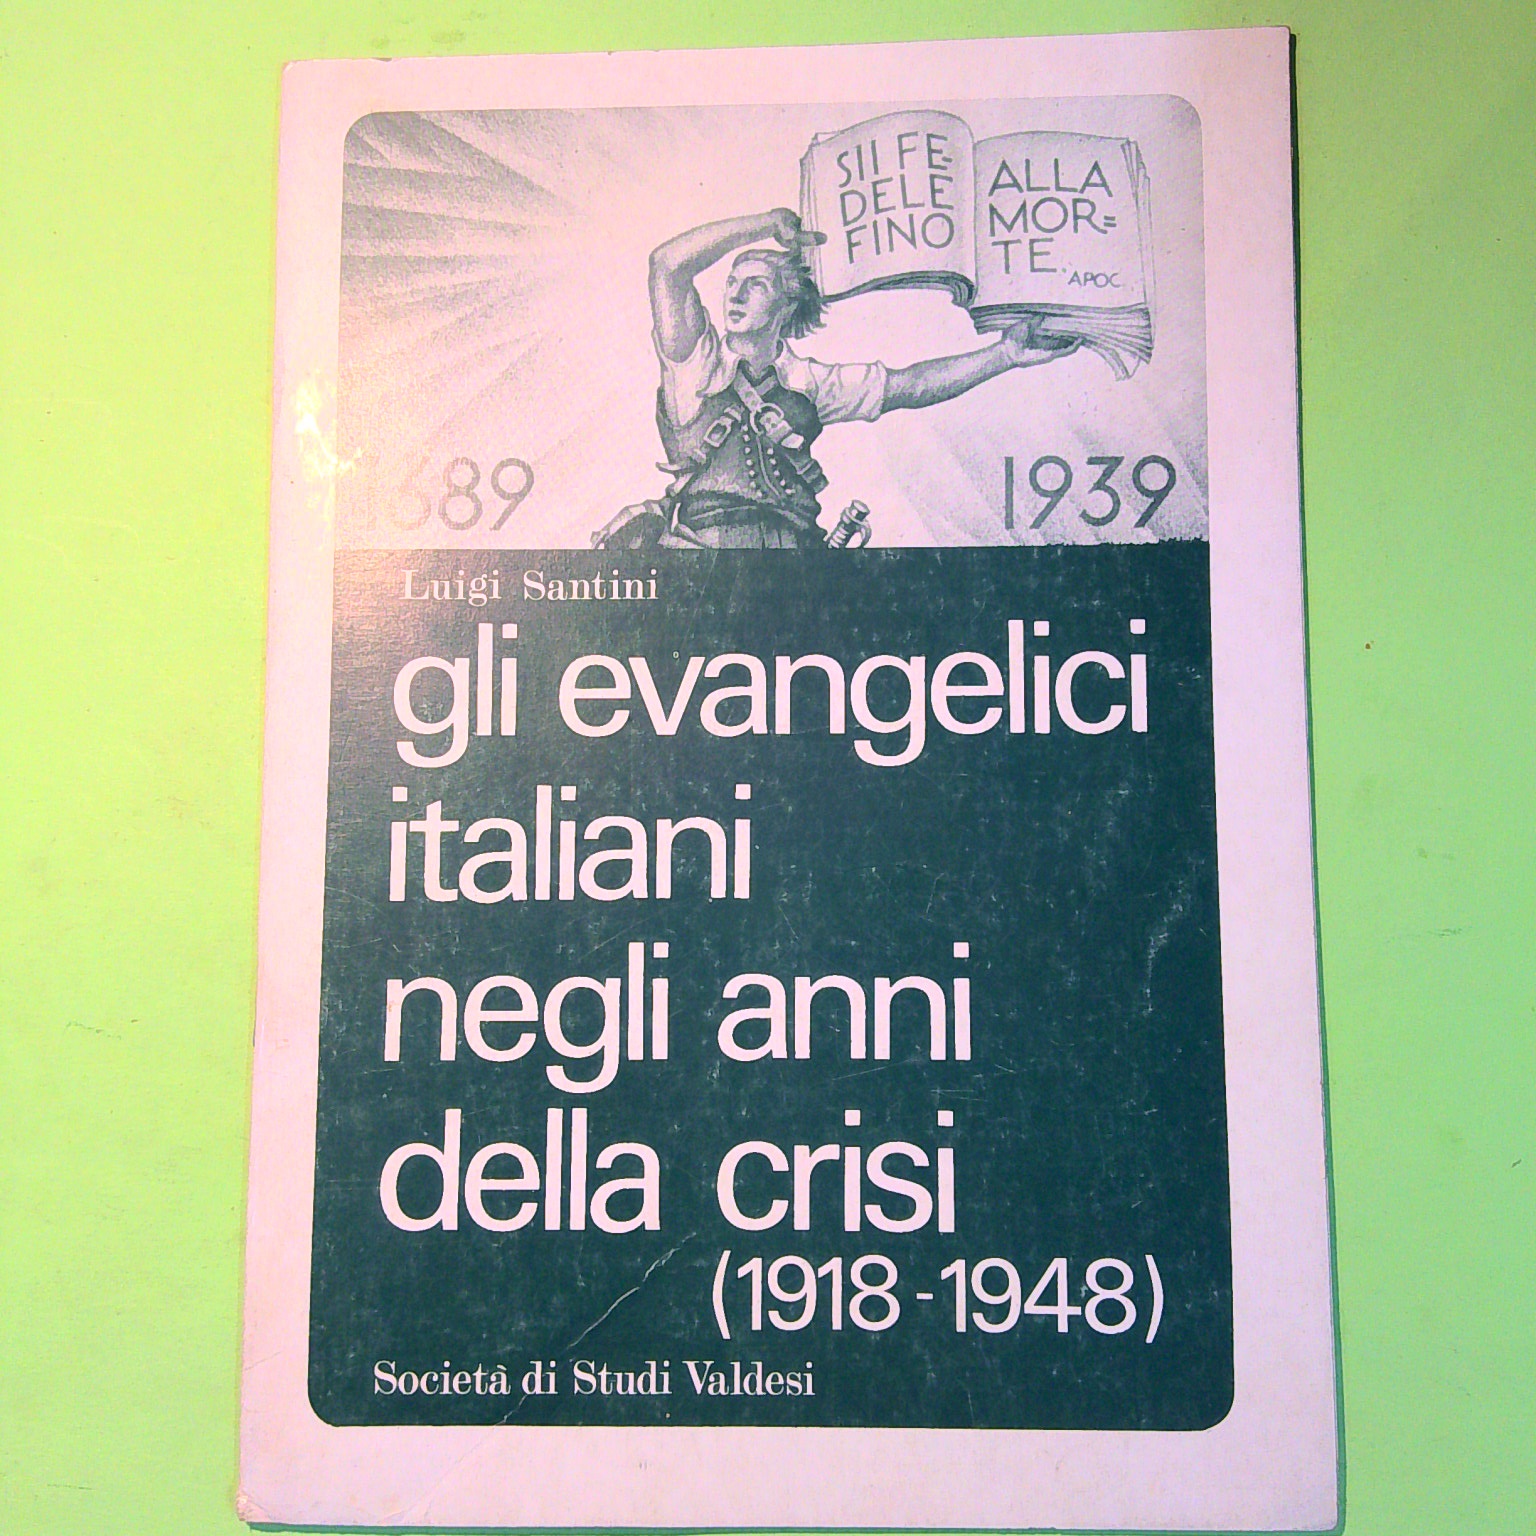 SII FE-
DELE
FINO
ALLA
MOR=
TE.
APOC.
1689
1939
Luigi Santini
gli evangelici
italiani
negli anni
della crisi
(1918-1948)
Società di Studi Valdesi